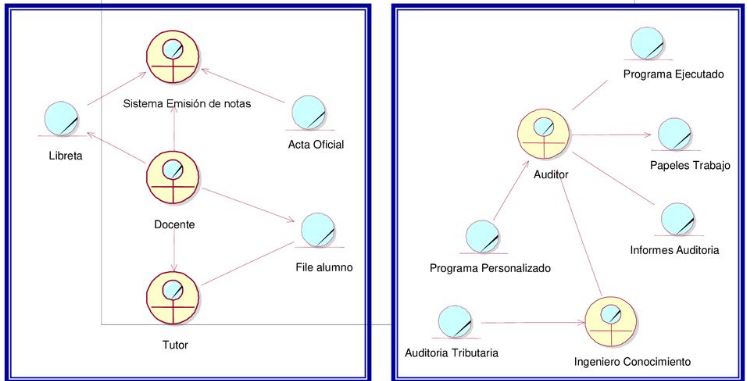 Sistema Emisión de notas
Libreta
Acta Oficial
Docente
File alumno
Tutor
Programa Ejecutado
Papeles Trabajo
Auditor
Informes Auditoria
Programa Personalizado
Auditoria Tributaria
Ingeniero Conocimiento